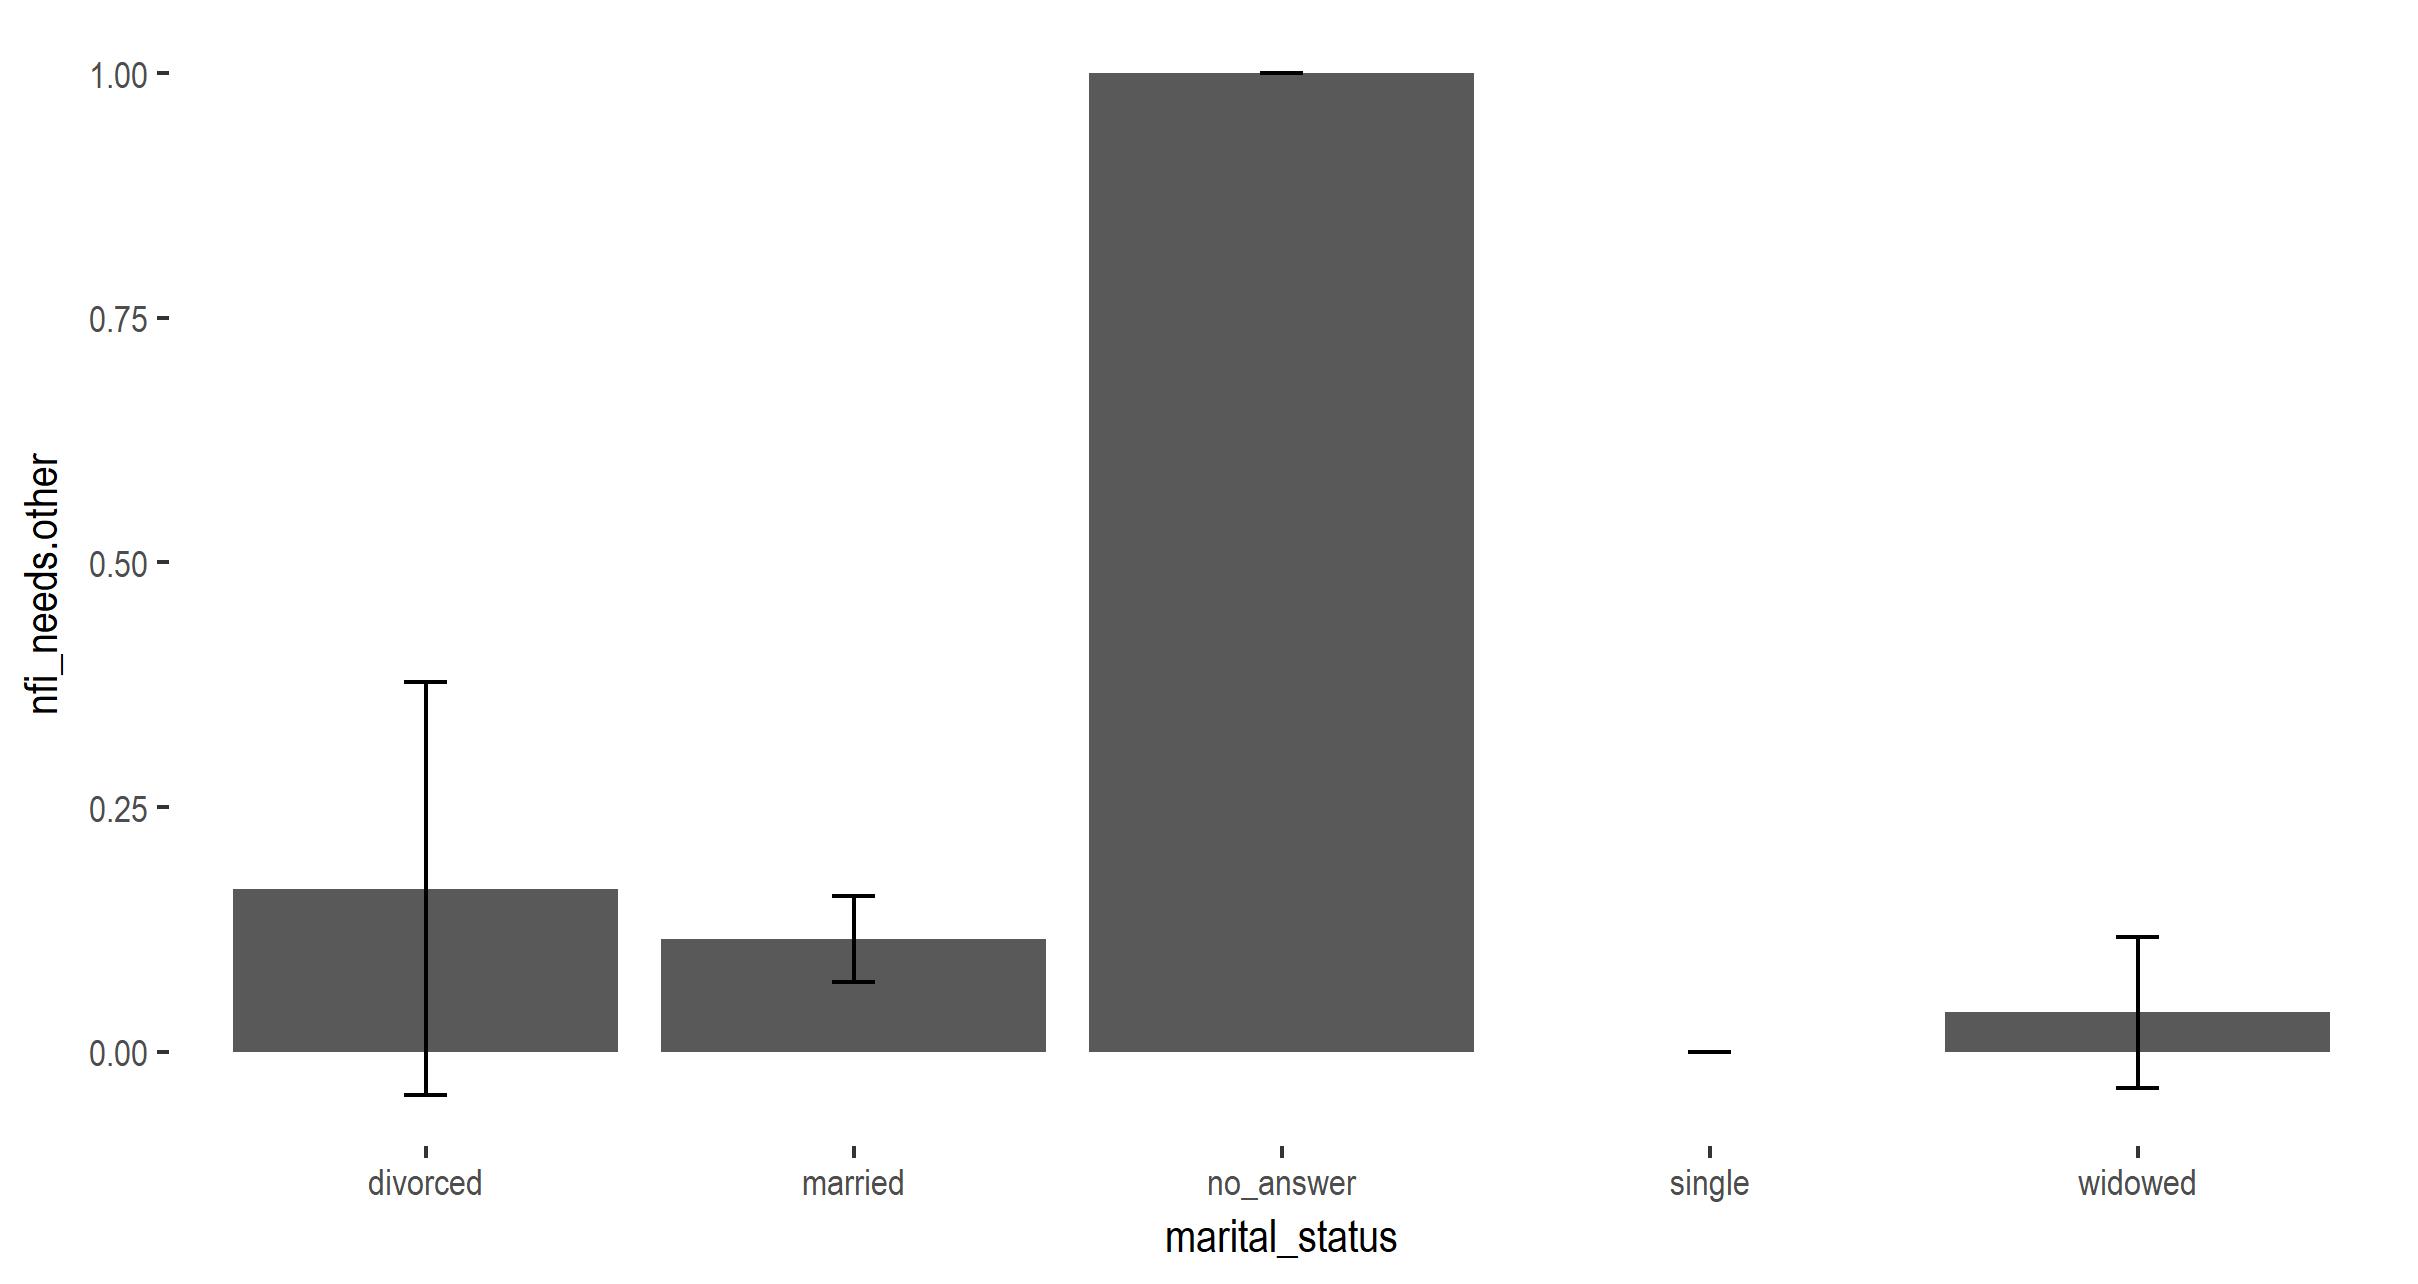 1.00
0.75
0.50
0.25
0.00
nfi_needs.other
divorced married no_answer single widowed
marital_status